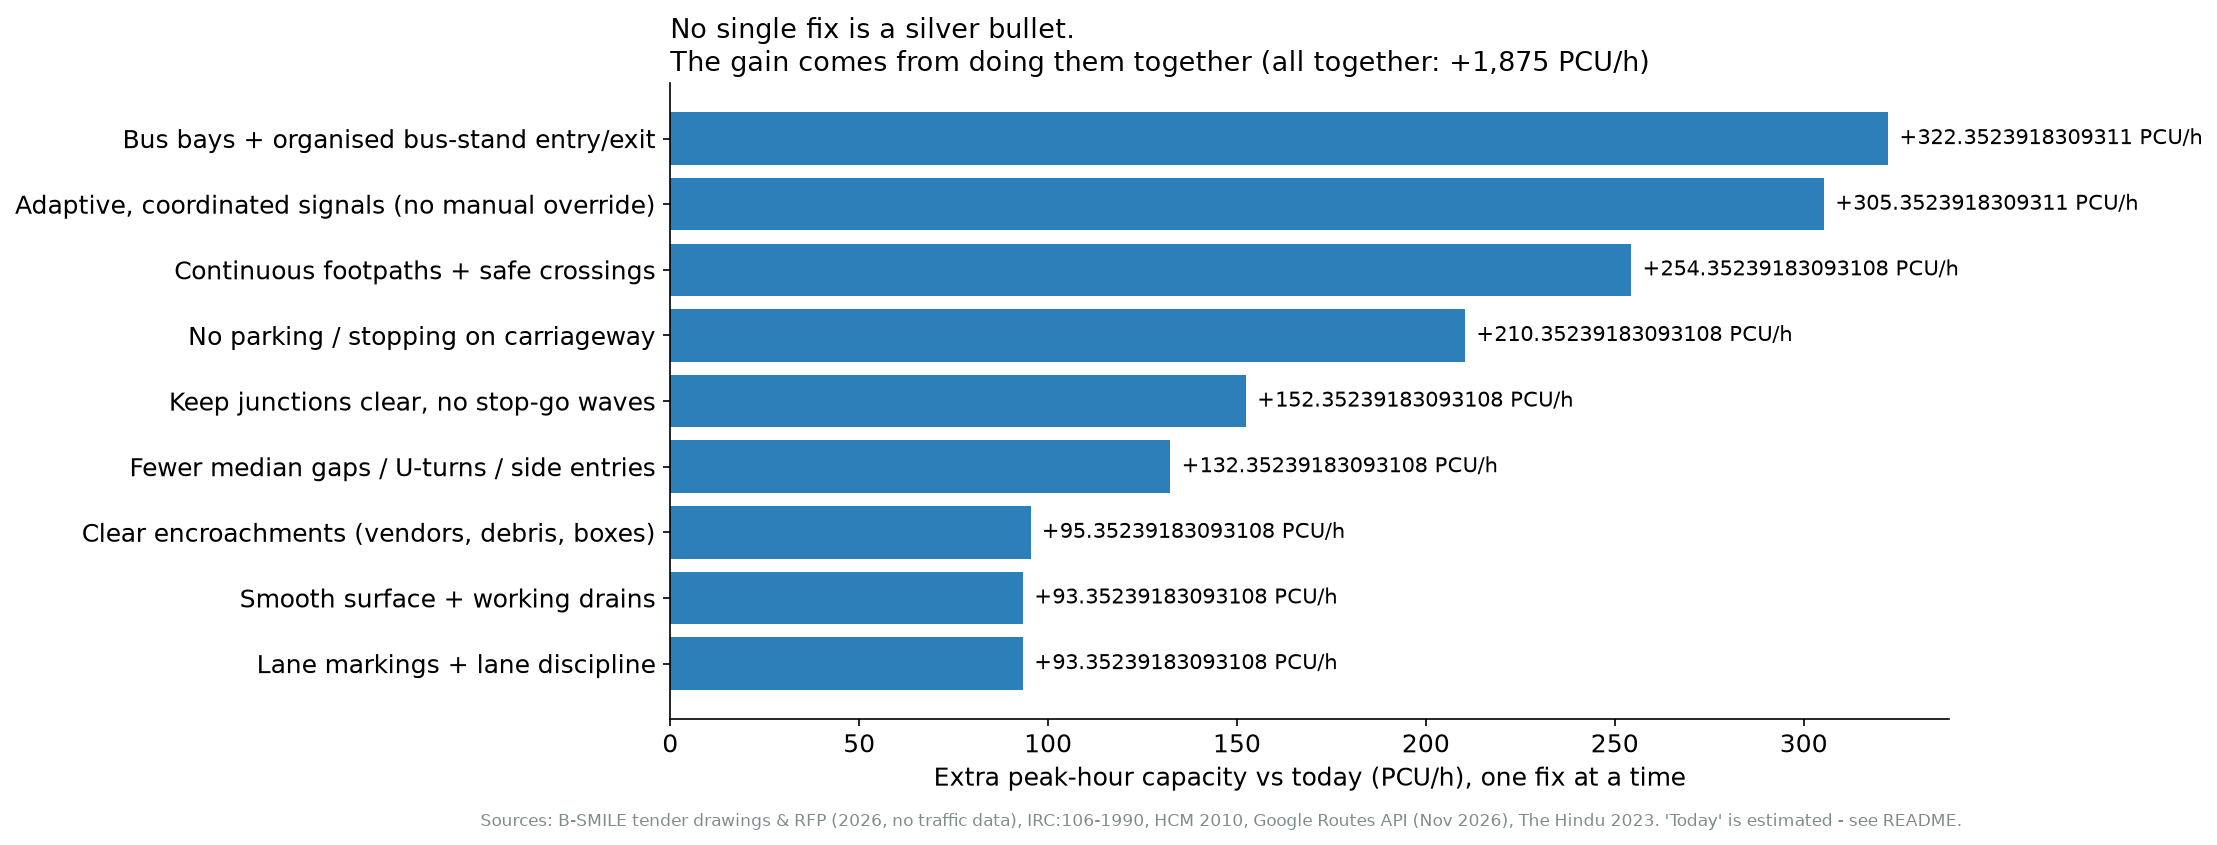 No single fix is a silver bullet.
The gain comes from doing them together (all together: +1,875 PCU/h)
Bus bays + organised bus-stand entry/exit
+322.3523918309311 PCU/h
Adaptive, coordinated signals (no manual override)
+305.3523918309311 PCU/h
Continuous footpaths + safe crossings
+254.35239183093108 PCU/h
No parking / stopping on carriageway
+210.35239183093108 PCU/h
Keep junctions clear, no stop-go waves
+152.35239183093108 PCU/h
Fewer median gaps / U-turns / side entries
+132.35239183093108 PCU/h
Clear encroachments (vendors, debris, boxes)
+95.35239183093108 PCU/h
Smooth surface + working drains
+93.35239183093108 PCU/h
Lane markings + lane discipline
+93.35239183093108 PCU/h
0 50 100 150 200 250 300
Extra peak-hour capacity vs today (PCU/h), one fix at a time
Sources: B-SMILE tender drawings & RFP (2026, no traffic data), IRC:106-1990, HCM 2010, Google Routes API (Nov 2026), The Hindu 2023. 'Today' is estimated - see README.